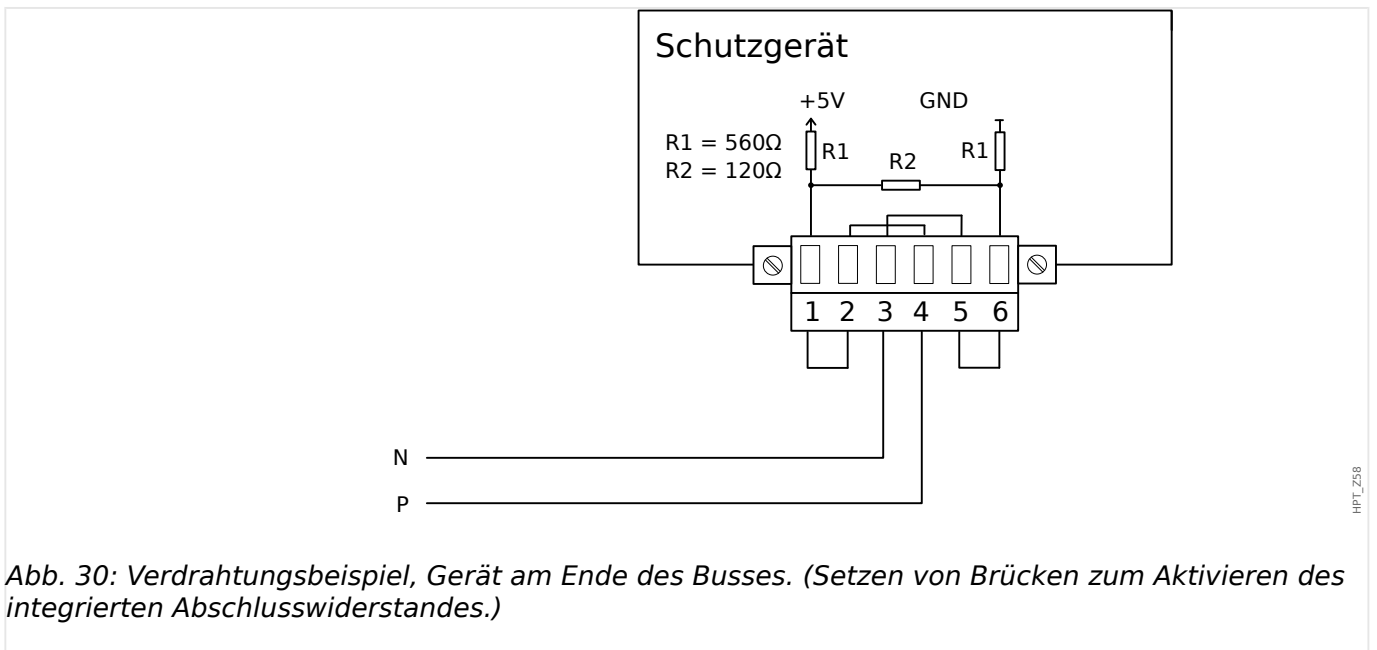 Schutzgerät
+5V GND
R1 = 560Ω
R2 = 120Ω
R1 R2 R1
1 2 3 4 5 6
N
P
HPT_Z58
Abb. 30: Verdrahtungsbeispiel, Gerät am Ende des Busses. (Setzen von Brücken zum Aktivieren des
integrierten Abschlusswiderstandes.)